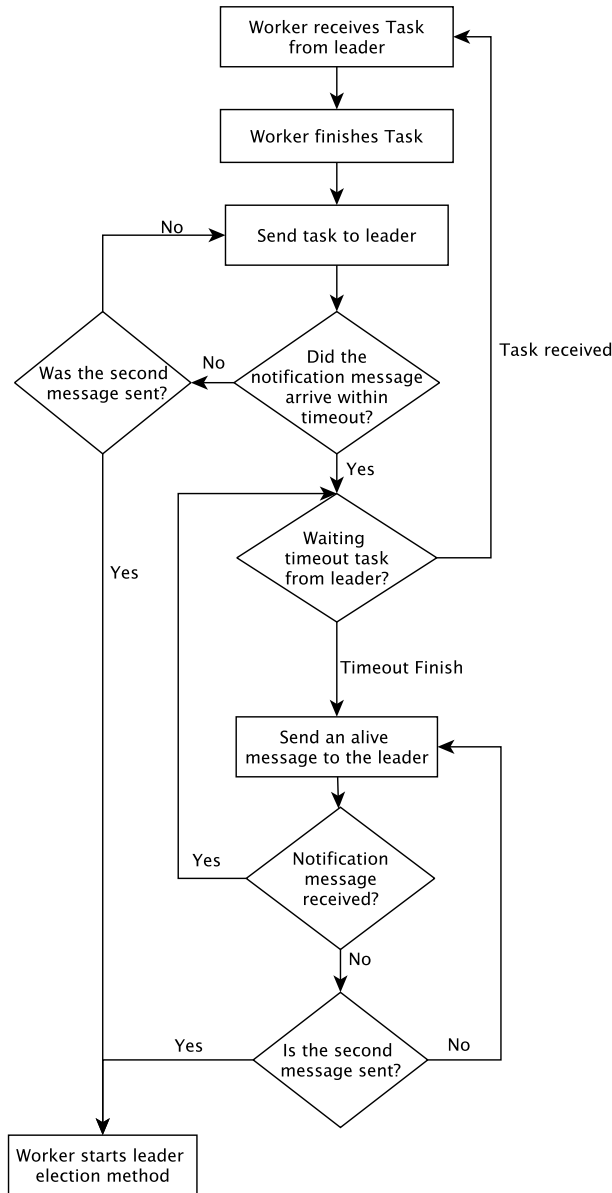 Worker receives Task
from leader
Worker finishes Task
No
Send task to leader
Task received
Was the second
message sent?
No
Did the
notification message
arrive within
timeout?
Yes
Waiting
timeout task
from leader?
Yes
Timeout Finish
Send an alive
message to the leader
Yes
Notification
message
received?
No
Yes
Is the second
message sent?
No
Worker starts leader
election method